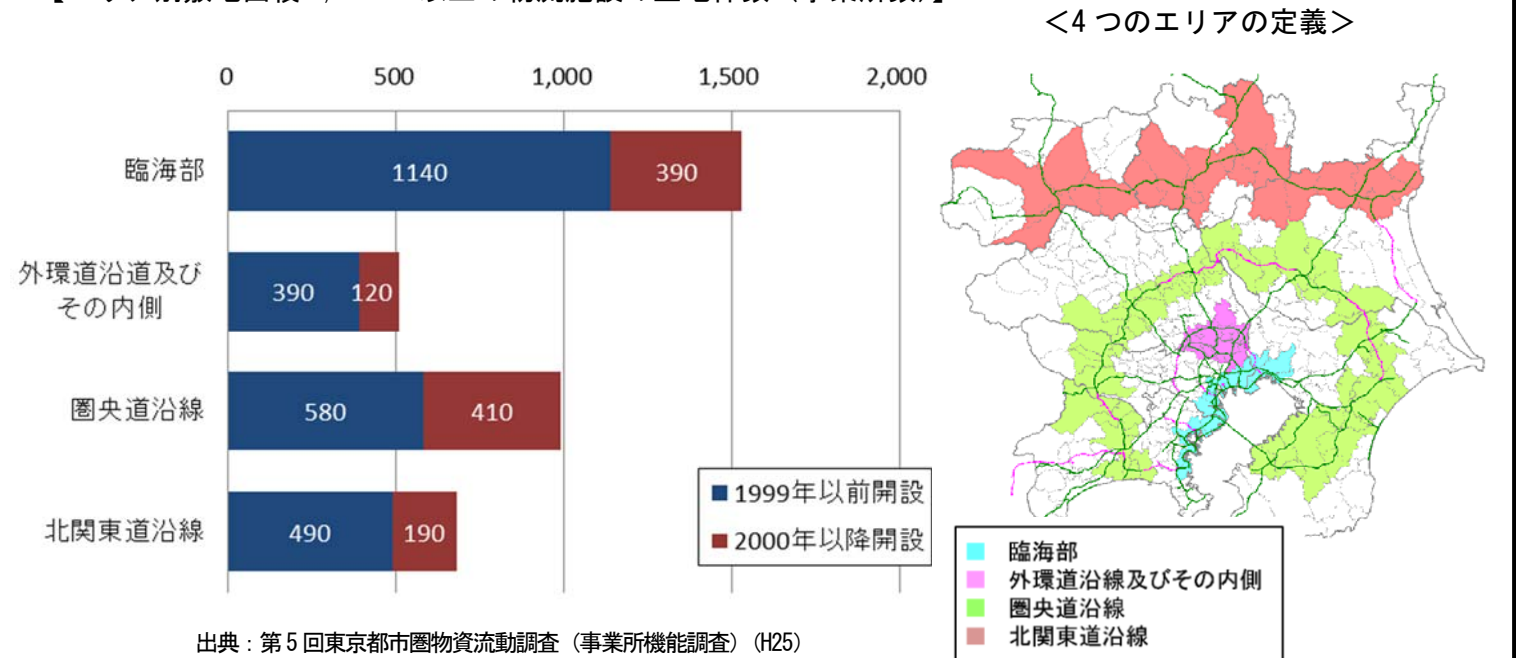 ＜4 つのエリアの定義＞
0 500 1,000 1,500 2,000
臨海部
1140 390
外環道沿道及び
その内側
390 120
圏央道沿線
580 410
北関東道沿線
490 190
1999年以前開設
2000年以降開設
出典：第5回東京都市圏物資流動調査（事業所機能調査）(H25)
臨海部
外環道沿線及びその内側
圏央道沿線
北関東道沿線